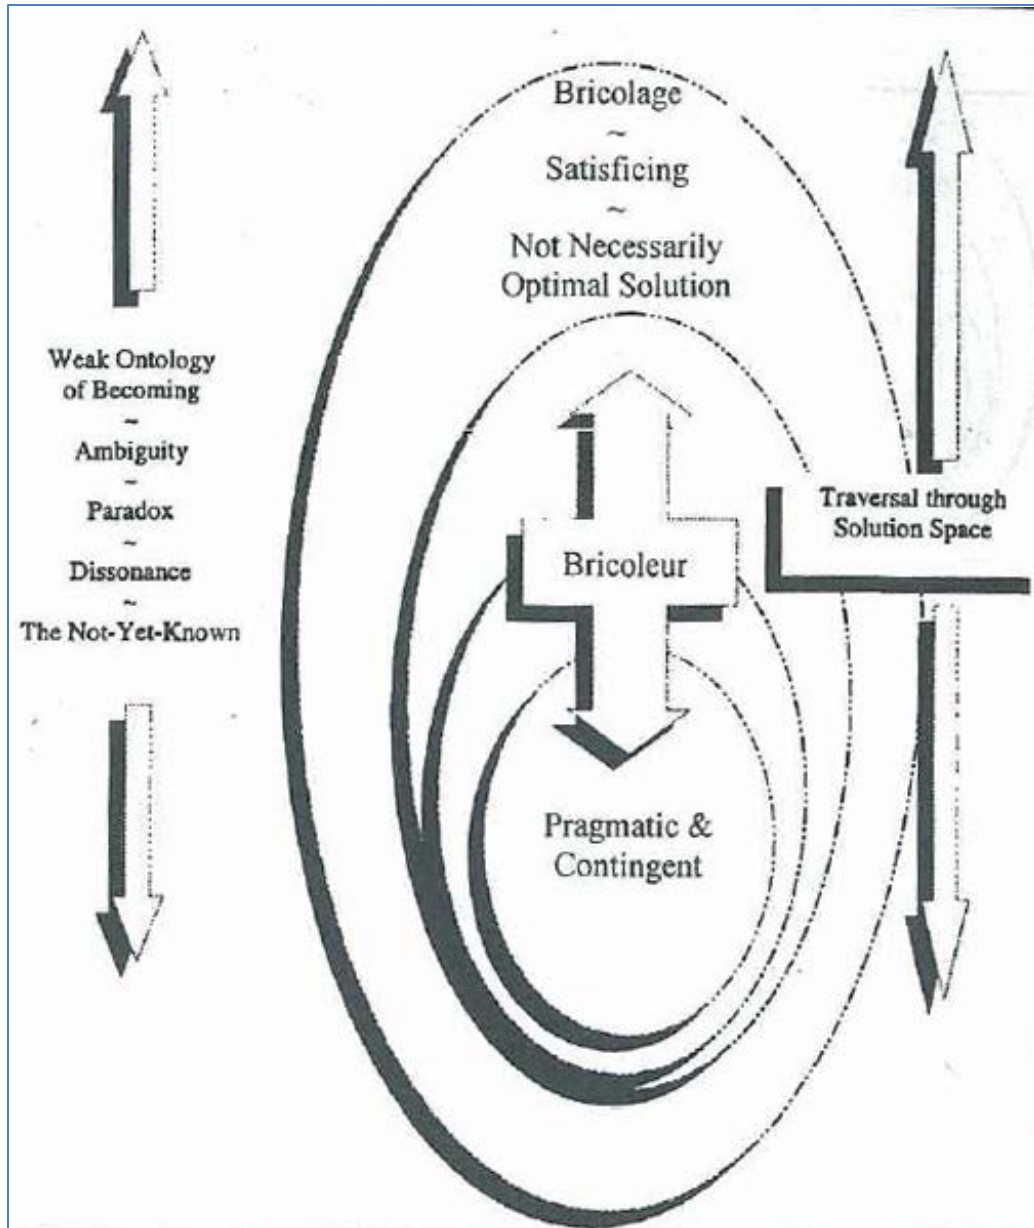 Bricolage
~
Satisficing
~
Not Necessarily
Optimal Solution
Weak Ontology
of Becoming
~
Ambiguity
~
Paradox
~
Dissonance
~
The Not-Yet-Known
Bricoleur
Traversal through
Solution Space
Pragmatic &
Contingent